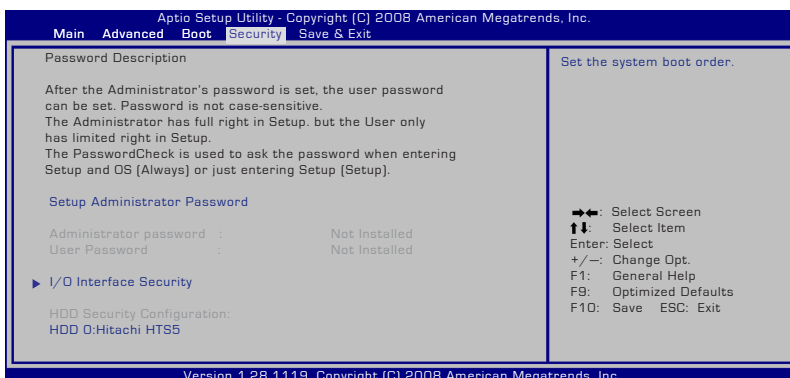 Aptio Setup Utility - Copyright (C) 2008 American Megatrends, Inc.
Main Advanced Boot Security Save & Exit
Password Description
After the Administrator's password is set, the user password
can be set. Password is not case-sensitive.
The Administrator has full right in Setup. but the User only
has limited right in Setup.
The PasswordCheck is used to ask the password when entering
Setup and OS (Always) or just entering Setup (Setup).
Setup Administrator Password
Administrator password : Not Installed
User Password : Not Installed
I/O Interface Security
HDD Security Configuration:
HDD 0:Hitachi HTS5
Set the system boot order.
→←: Select Screen
↑↓: Select Item
Enter: Select
+/—: Change Opt.
F1: General Help
F9: Optimized Defaults
F10: Save ESC: Exit
Version 1.28.1119. Copyright (C) 2008 American Megatrends, Inc.